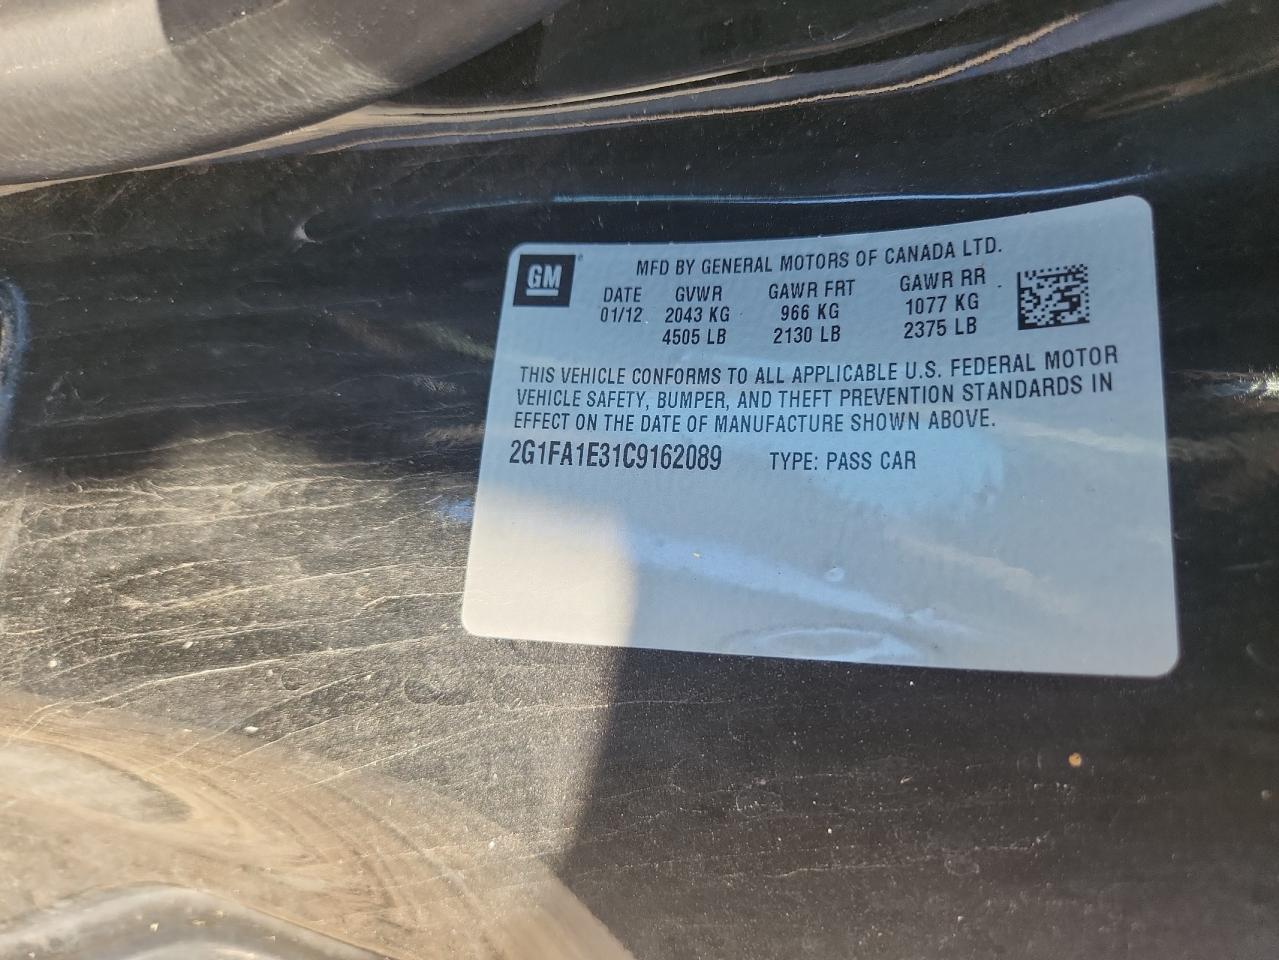 GM
MFD BY GENERAL MOTORS OF CANADA LTD.
DATE GVWR GAWR FRT GAWR RR
01/12 2043 KG 966 KG 1077 KG
4505 LB 2130 LB 2375 LB
THIS VEHICLE CONFORMS TO ALL APPLICABLE U.S. FEDERAL MOTOR
VEHICLE SAFETY, BUMPER, AND THEFT PREVENTION STANDARDS IN
EFFECT ON THE DATE OF MANUFACTURE SHOWN ABOVE.
2G1FA1E31C9162089 TYPE: PASS CAR